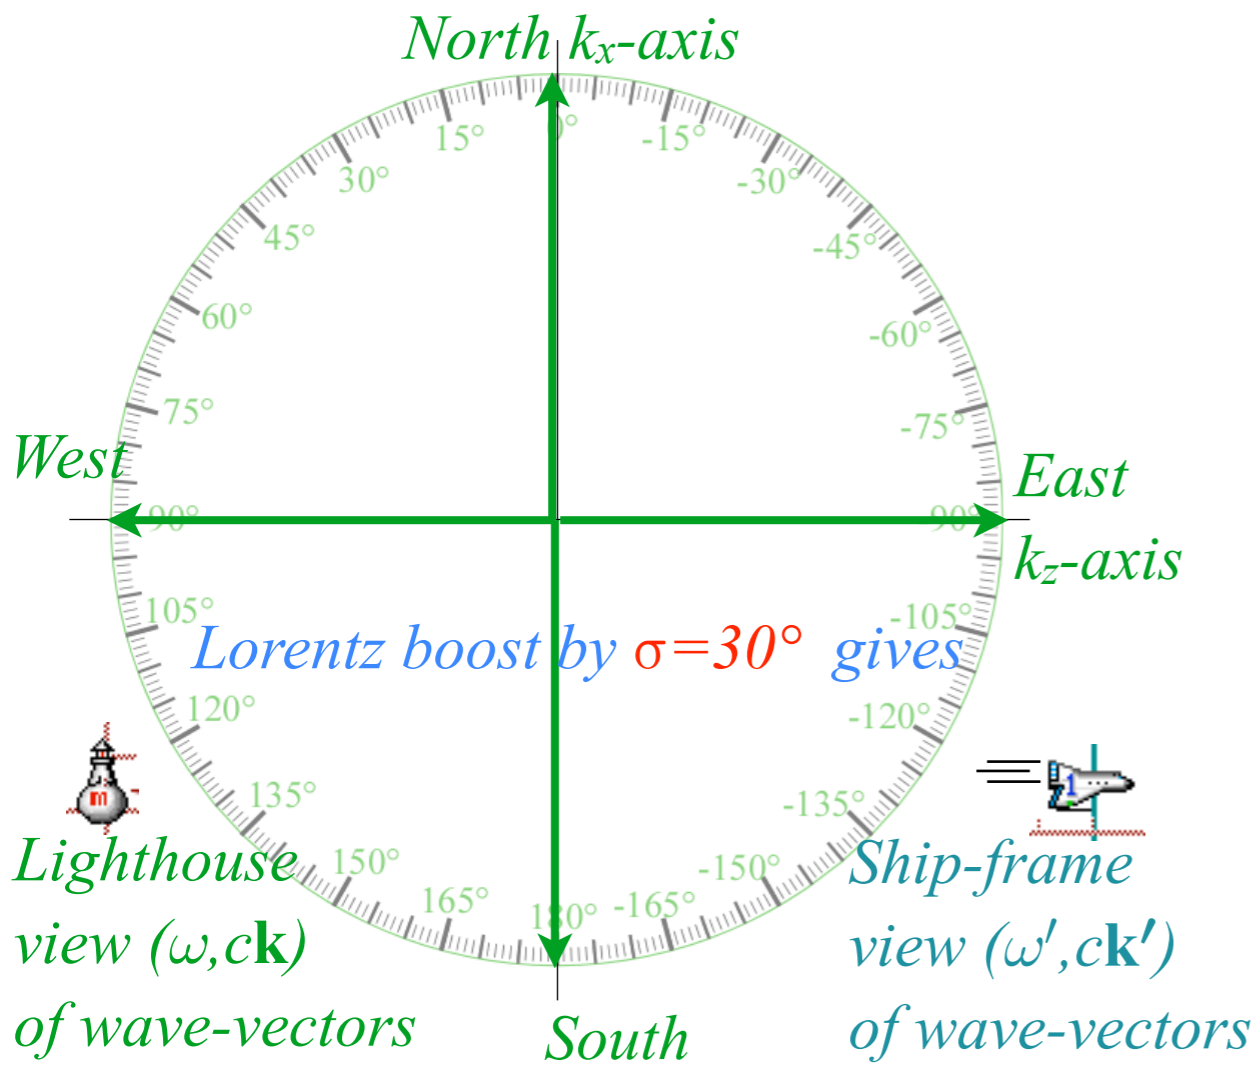 North kₓ-axis
0°
15°
-15°
30°
-30°
45°
-45°
60°
-60°
75°
-75°
West
East
90°
90°
k_z-axis
105°
-105°
Lorentz boost by σ=30° gives
120°
-120°
m
1
135°
-135°
Lighthouse
150°
-150°
Ship-frame
165°
180°
-165°
view (ω,ck)
view (ω′,ck′)
of wave-vectors
South
of wave-vectors